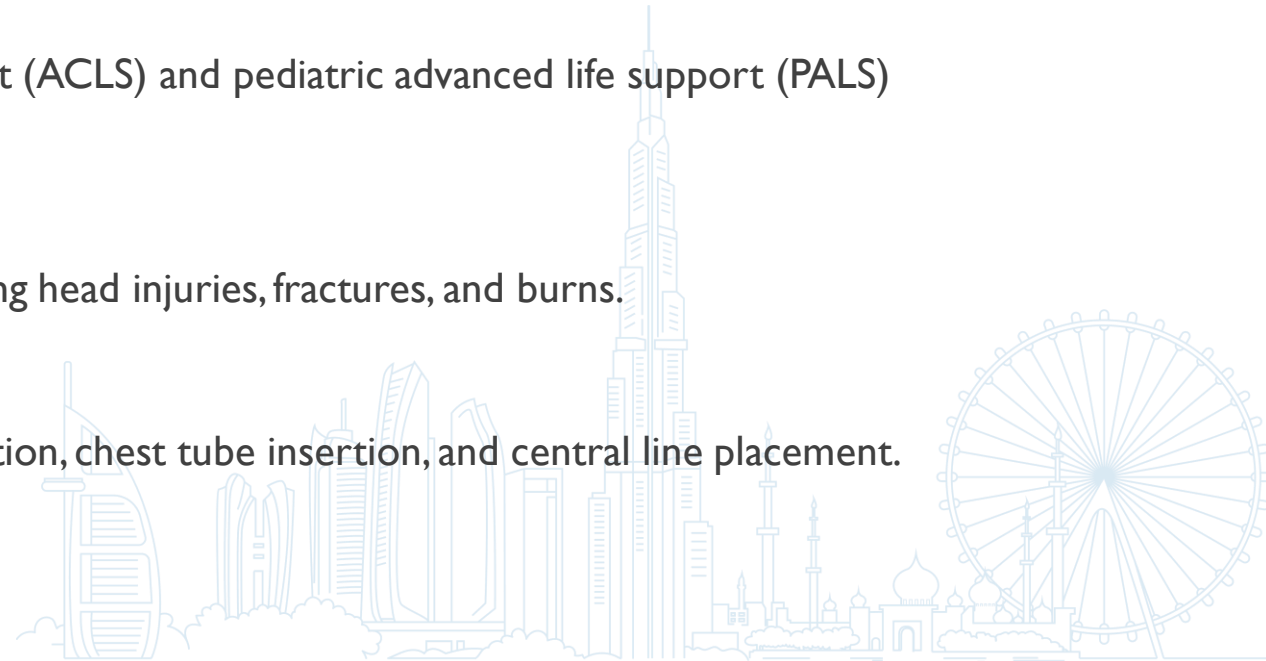 t (ACLS) and pediatric advanced life support (PALS)
ng head injuries, fractures, and burns.
tion, chest tube insertion, and central line placement.